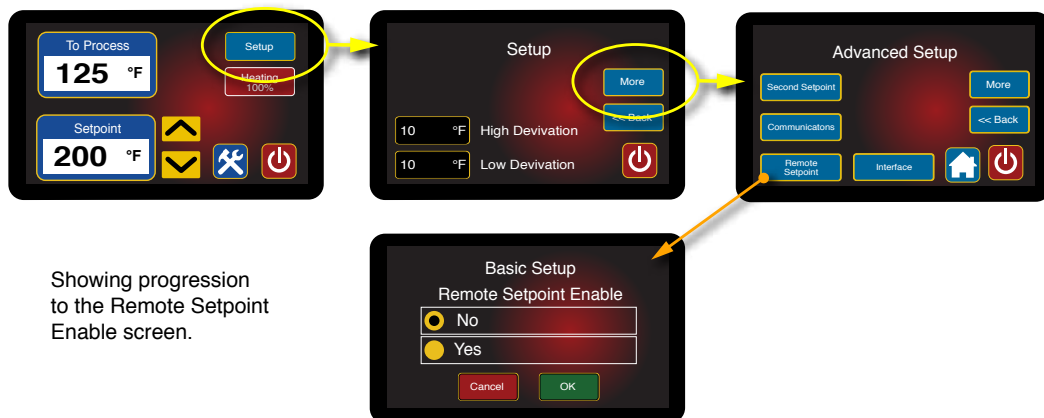 To Process
125 °F
Setup
Heating
100%
Setpoint
200 °F
Setup
More
<< Back
10 °F High Devivation
10 °F Low Devivation
Advanced Setup
Second Setpoint
More
Communicatons
<< Back
Remote
Setpoint
Interface
Showing progression
to the Remote Setpoint
Enable screen.
Basic Setup
Remote Setpoint Enable
No
Yes
Cancel
OK